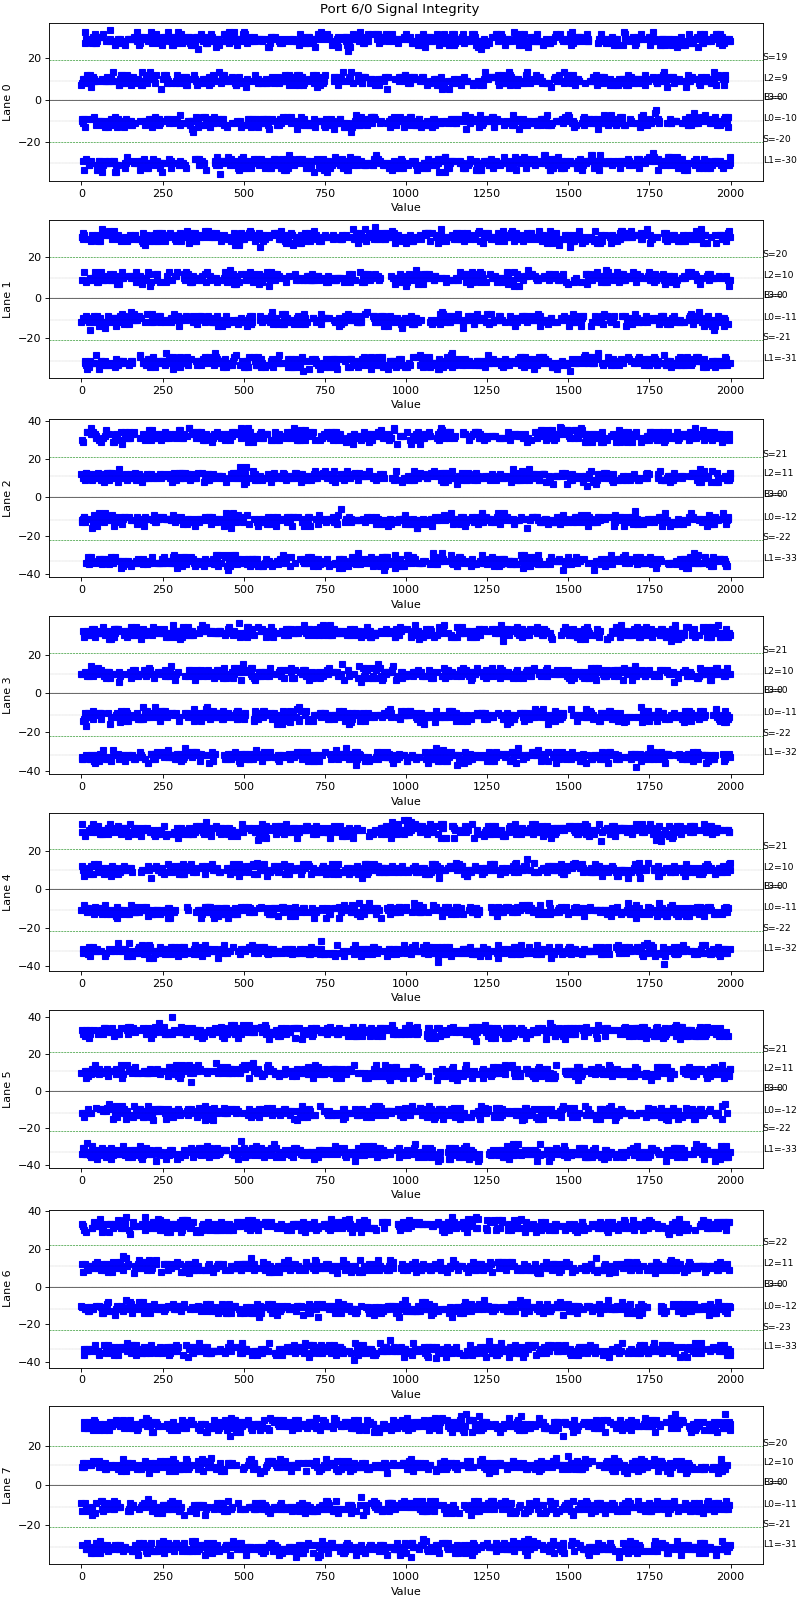 Port 6/0 Signal Integrity
Lane 0
20
0
−20
S=19
L2=9
L0=-10
S=-20
L1=-30
0 250 500 750 1000 1250 1500 1750 2000
Value
Lane 1
20
0
−20
S=20
L2=10
L0=-11
S=-21
L1=-31
0 250 500 750 1000 1250 1500 1750 2000
Value
Lane 2
40
20
0
−20
−40
S=21
L2=11
L0=-12
S=-22
L1=-33
0 250 500 750 1000 1250 1500 1750 2000
Value
Lane 3
20
0
−20
−40
S=21
L2=10
L0=-11
S=-22
L1=-32
0 250 500 750 1000 1250 1500 1750 2000
Value
Lane 4
20
0
−20
−40
S=21
L2=10
L0=-11
S=-22
L1=-32
0 250 500 750 1000 1250 1500 1750 2000
Value
Lane 5
40
20
0
−20
−40
S=21
L2=11
L0=-12
S=-22
L1=-33
0 250 500 750 1000 1250 1500 1750 2000
Value
Lane 6
40
20
0
−20
−40
S=22
L2=11
L0=-12
S=-23
L1=-33
0 250 500 750 1000 1250 1500 1750 2000
Value
Lane 7
20
0
−20
S=20
L2=10
L0=-11
S=-21
L1=-31
0 250 500 750 1000 1250 1500 1750 2000
Value